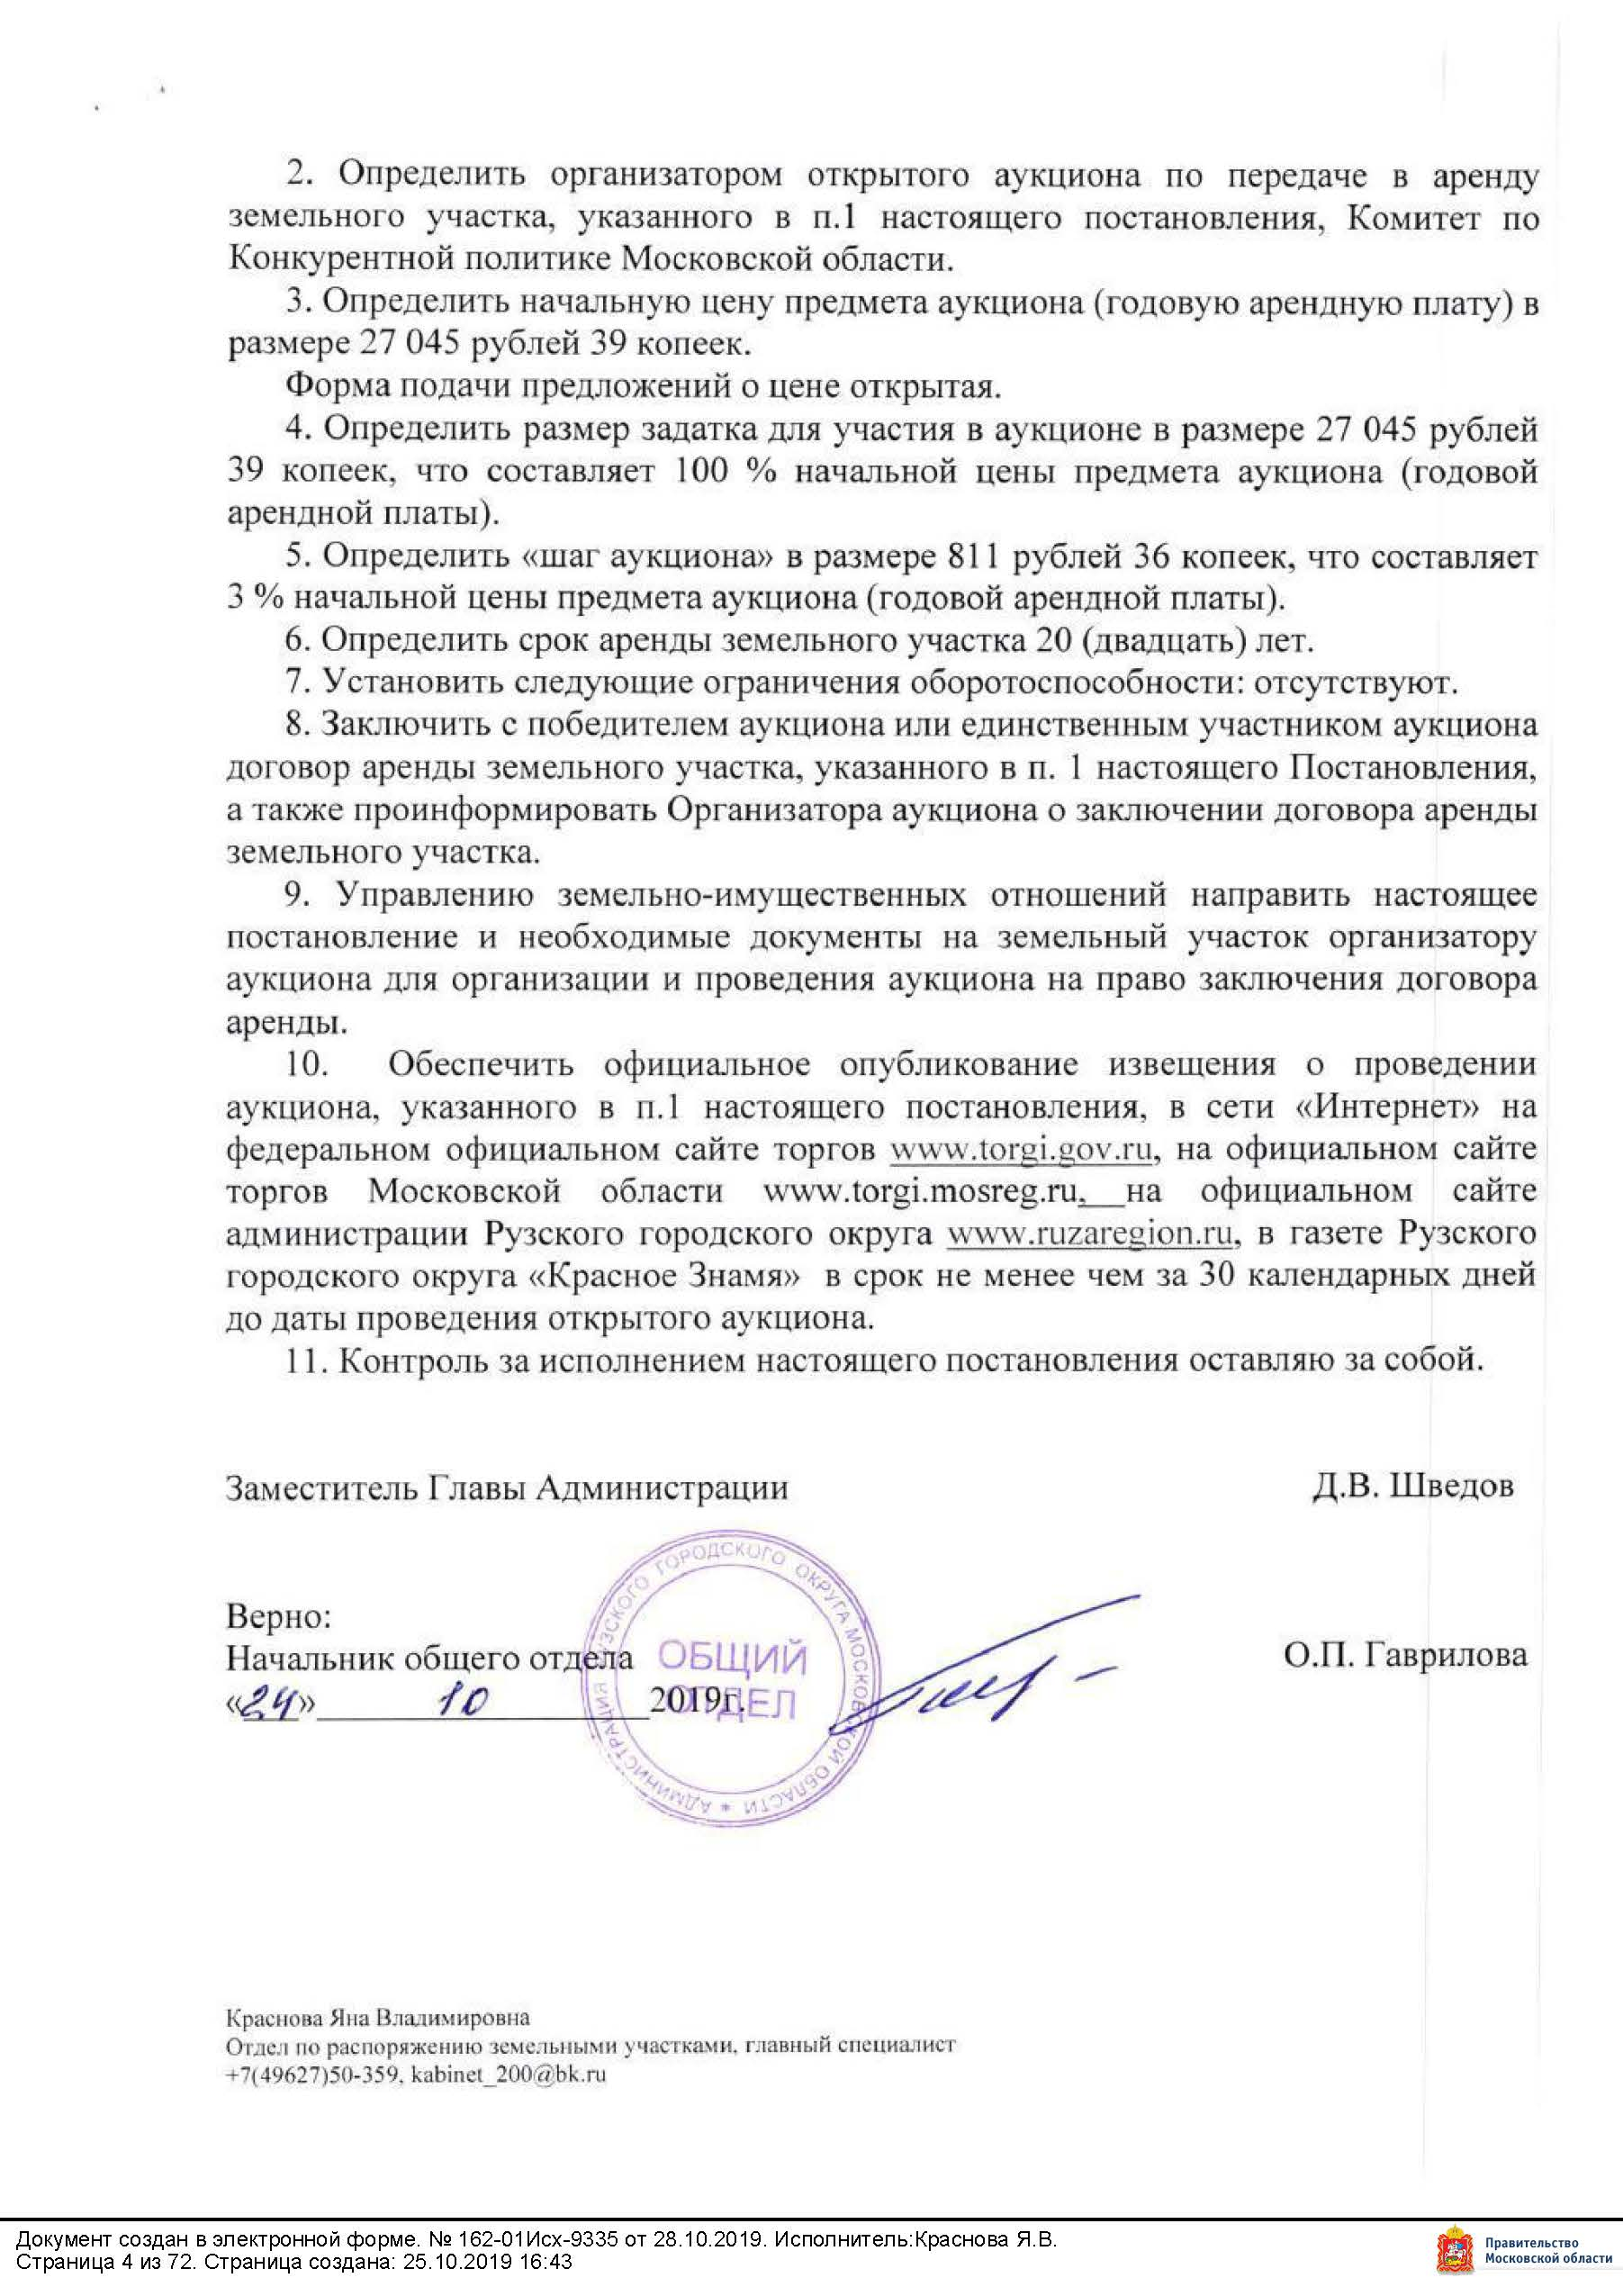 2. Определить организатором открытого аукциона по передаче в аренду
земельного участка, указанного в п.1 настоящего постановления, Комитет по
Конкурентной политике Московской области.
3. Определить начальную цену предмета аукциона (годовую арендную плату) в
размере 27 045 рублей 39 копеек.
Форма подачи предложений о цене открытая.
4. Определить размер задатка для участия в аукционе в размере 27 045 рублей
39 копеек, что составляет 100 % начальной цены предмета аукциона (годовой
арендной платы).
5. Определить «шаг аукциона» в размере 811 рублей 36 копеек, что составляет
3 % начальной цены предмета аукциона (годовой арендной платы).
6. Определить срок аренды земельного участка 20 (двадцать) лет.
7. Установить следующие ограничения оборотоспособности: отсутствуют.
8. Заключить с победителем аукциона или единственным участником аукциона
договор аренды земельного участка, указанного в п. 1 настоящего Постановления,
а также проинформировать Организатора аукциона о заключении договора аренды
земельного участка.
9. Управлению земельно-имущественных отношений направить настоящее
постановление и необходимые документы на земельный участок организатору
аукциона для организации и проведения аукциона на право заключения договора
аренды.
10. Обеспечить официальное опубликование извещения о проведении
аукциона, указанного в п.1 настоящего постановления, в сети «Интернет» на
федеральном официальном сайте торгов www.torgi.gov.ru, на официальном сайте
торгов Московской области www.torgi.mosreg.ru, на официальном сайте
администрации Рузского городского округа www.ruzaregion.ru, в газете Рузского
городского округа «Красное Знамя» в срок не менее чем за 30 календарных дней
до даты проведения открытого аукциона.
11. Контроль за исполнением настоящего постановления оставляю за собой.
Заместитель Главы Администрации Д.В. Шведов
Верно:
Начальник общего отдела О.П. Гаврилова
«24» 10 2019г.
АДМИНИСТРАЦИЯ РУЗСКОГО ГОРОДСКОГО ОКРУГА МОСКОВСКОЙ ОБЛАСТИ *
ОБЩИЙ
ОТДЕЛ
Краснова Яна Владимировна
Отдел по распоряжению земельными участками, главный специалист
+7(49627)50-359, kabinet_200@bk.ru
Документ создан в электронной форме. № 162-01Исх-9335 от 28.10.2019. Исполнитель:Краснова Я.В.
Страница 4 из 72. Страница создана: 25.10.2019 16:43
Правительство
Московской области